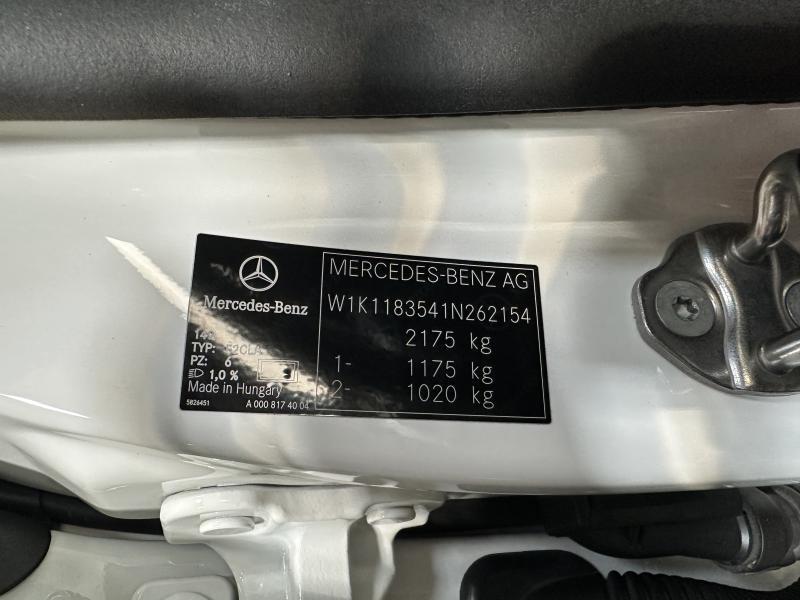 MERCEDES-BENZ AG
Mercedes-Benz
W1K1183541N262154
2175 kg
TYP: F2CLA
1- 1175 kg
PZ: 6
2- 1020 kg
1,0 %
Made in Hungary
5826451
A 000 817 40 04